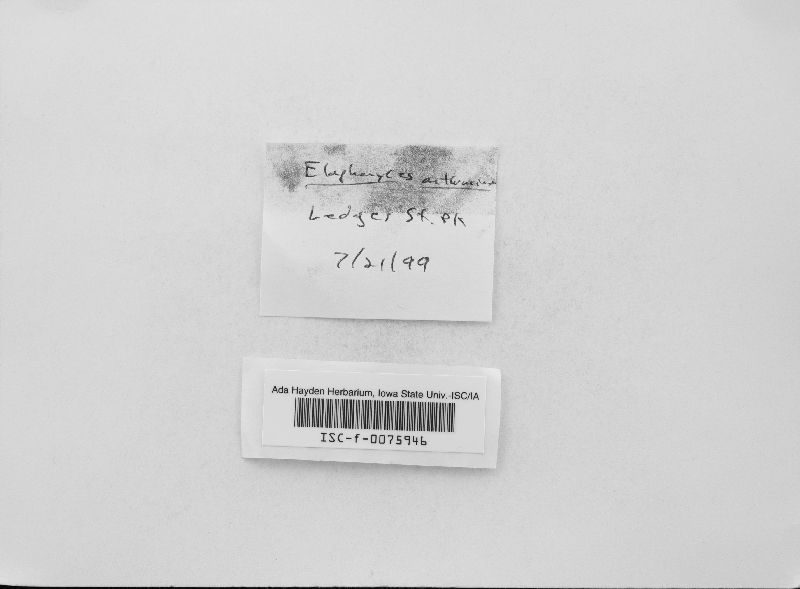 Elaphomyces
Ledges St. Pk
7/21/99
Ada Hayden Herbarium, Iowa State Univ.-ISC/IA
ISC-f-0075946